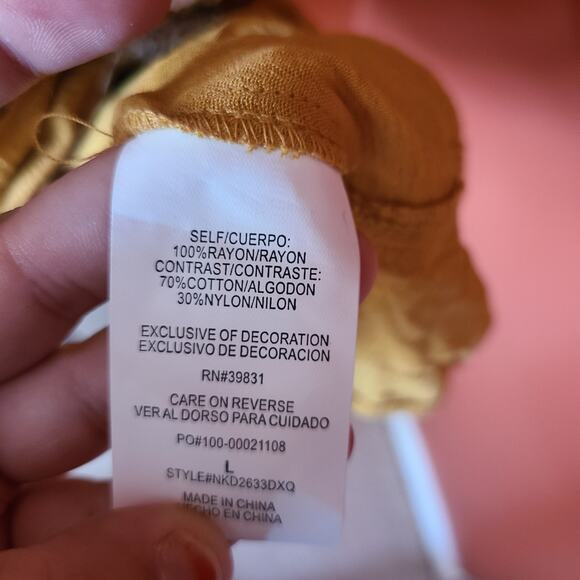 SELF/CUERPO:
100%RAYON/RAYON
CONTRAST/CONTRASTE:
70%COTTON/ALGODON
30%NYLON/NILON
EXCLUSIVE OF DECORATION
EXCLUSIVO DE DECORACION
RN#39831
CARE ON REVERSE
VER AL DORSO PARA CUIDADO
PO#100-00021108
L
STYLE#NKD2633DXQ
MADE IN CHINA
HECHO EN CHINA